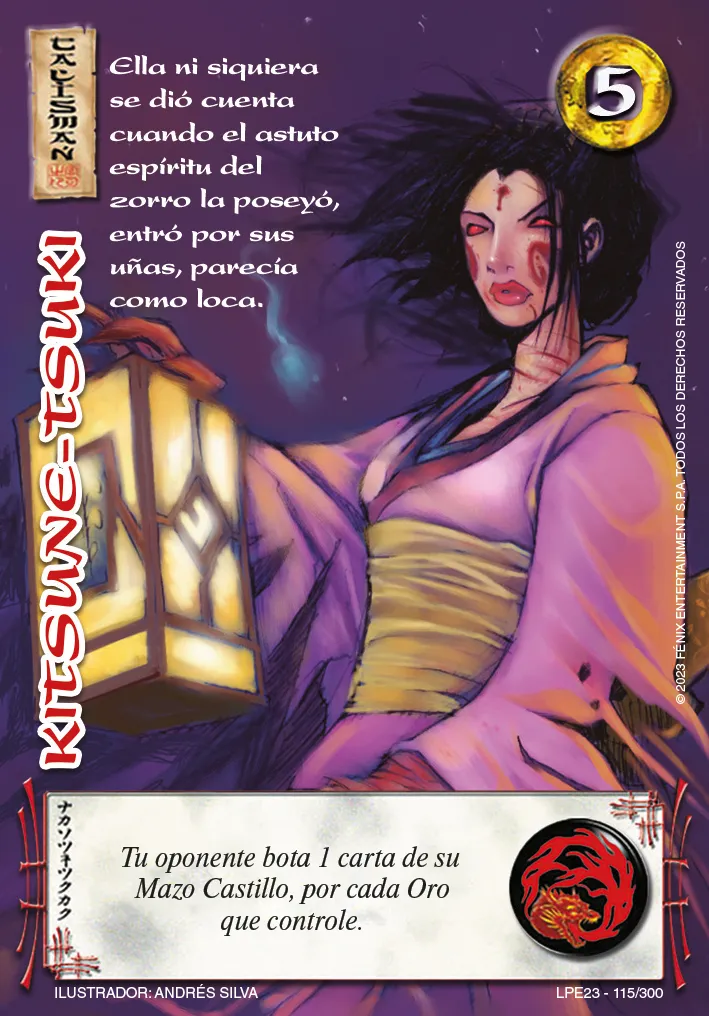 TALISMAN
Ella ni siquiera
se dió cuenta
cuando el astuto
espíritu del
zorro la poseyó,
entró por sus
uñas, parecía
como loca.
5
KITSUNE-TSUKI
© 2023 FÉNIX ENTERTAINMENT S.P.A. TODOS LOS DERECHOS RESERVADOS
ナカソツネツクカク
Tu oponente bota 1 carta de su
Mazo Castillo, por cada Oro
que controle.
ILUSTRADOR: ANDRÉS SILVA
LPE23 - 115/300